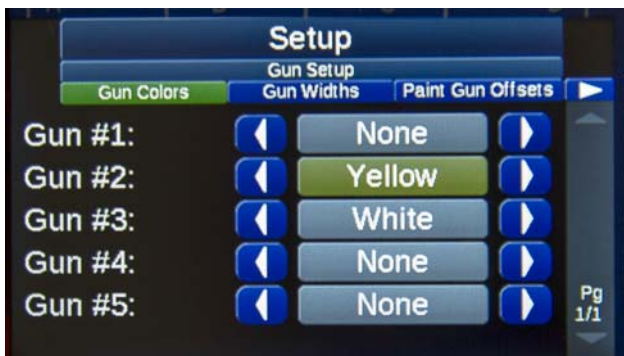 Setup
Gun Setup
Gun Colors Gun Widths Paint Gun Offsets
Gun #1: None
Gun #2: Yellow
Gun #3: White
Gun #4: None
Gun #5: None
Pg
1/1